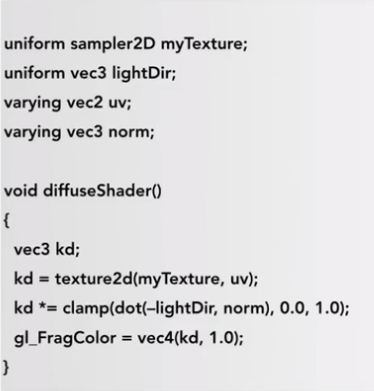 uniform sampler2D myTexture;
uniform vec3 lightDir;
varying vec2 uv;
varying vec3 norm;
void diffuseShader()
{
vec3 kd;
kd = texture2d(myTexture, uv);
kd *= clamp(dot(–lightDir, norm), 0.0, 1.0);
gl_FragColor = vec4(kd, 1.0);
}